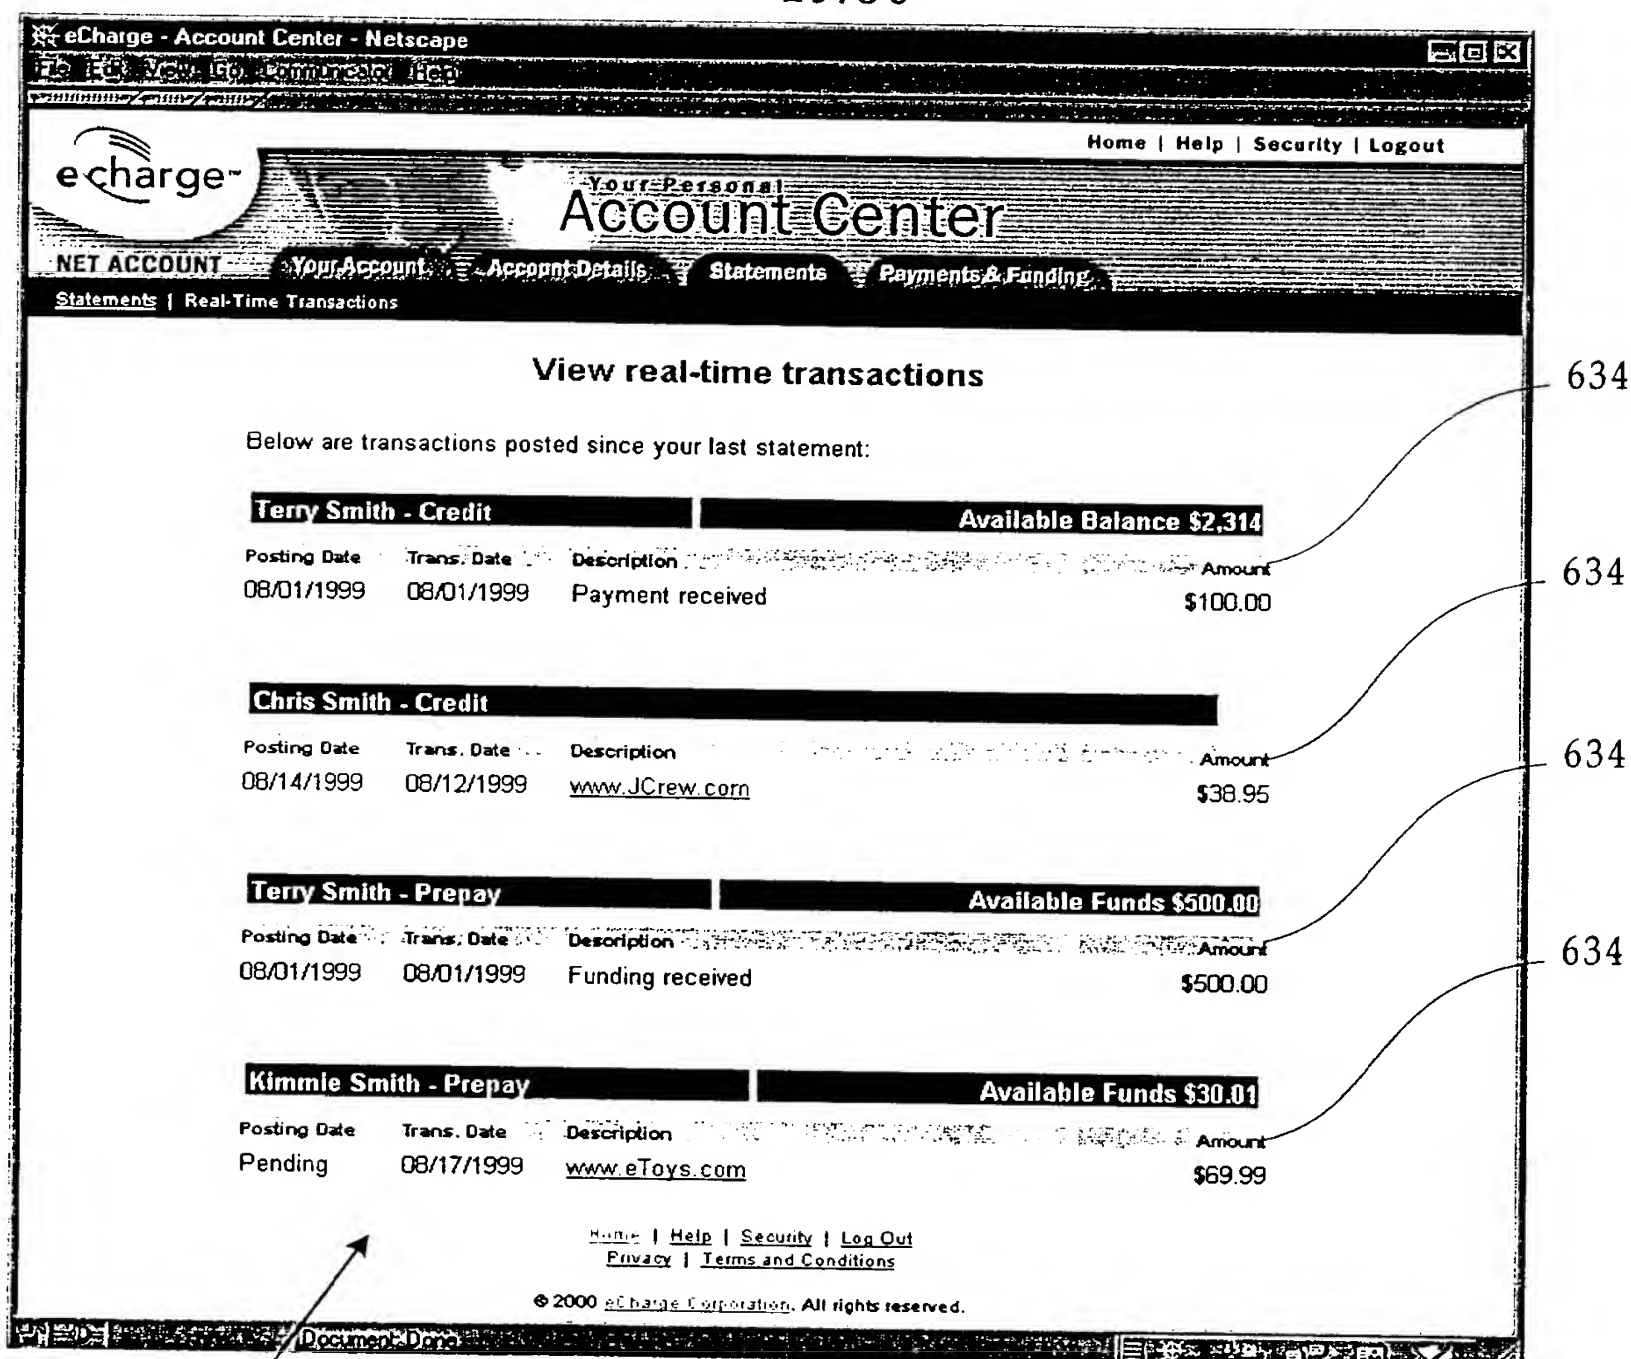 eCharge - Account Center - Netscape
File Edit View Go Communicator Help
Home | Help | Security | Logout
echarge™
Your Personal
Account Center
NET ACCOUNT Your Account Account Details Statements Payments & Funding
Statements | Real-Time Transactions
View real-time transactions
634
Below are transactions posted since your last statement:
Terry Smith - Credit Available Balance $2,314
Posting Date Trans. Date Description Amount
634
08/01/1999 08/01/1999 Payment received $100.00
Chris Smith - Credit
Posting Date Trans. Date Description Amount
634
08/14/1999 08/12/1999 www.JCrew.com $38.95
Terry Smith - Prepay Available Funds $500.00
Posting Date Trans. Date Description Amount
634
08/01/1999 08/01/1999 Funding received $500.00
Kimmie Smith - Prepay Available Funds $30.01
Posting Date Trans. Date Description Amount
Pending 08/17/1999 www.eToys.com $69.99
Home | Help | Security | Log Out
Privacy | Terms and Conditions
© 2000 eCharge Corporation. All rights reserved.
Document: Done